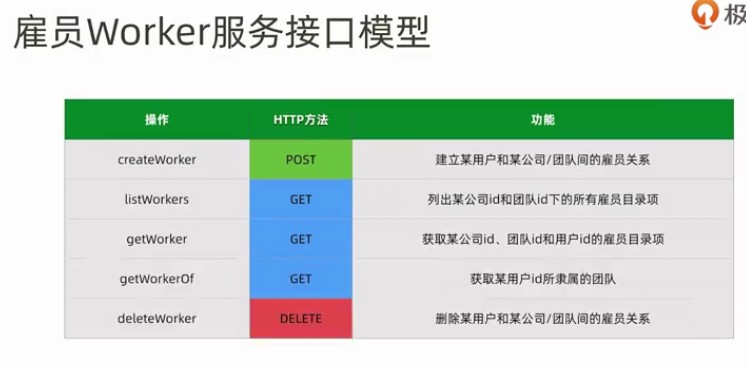 雇员Worker服务接口模型
极
操作 HTTP方法 功能
createWorker POST 建立某用户和某公司/团队间的雇员关系
listWorkers GET 列出某公司id和团队id下的所有雇员目录项
getWorker GET 获取某公司id、团队id和用户id的雇员目录项
getWorkerOf GET 获取某用户id所隶属的团队
deleteWorker DELETE 删除某用户和某公司/团队间的雇员关系